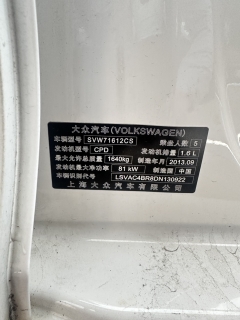 大众汽车(VOLKSWAGEN)
车辆型号 SVW71612CS 乘坐人数 5
发动机型号 CPD 发动机排量 1.6 L
最大允许总质量 1640kg 制造年月 2013.09
发动机最大净功率 81 kW 制造国 中国
车辆识别代号 LSVAC4BR8DN130922
上海大众汽车有限公司